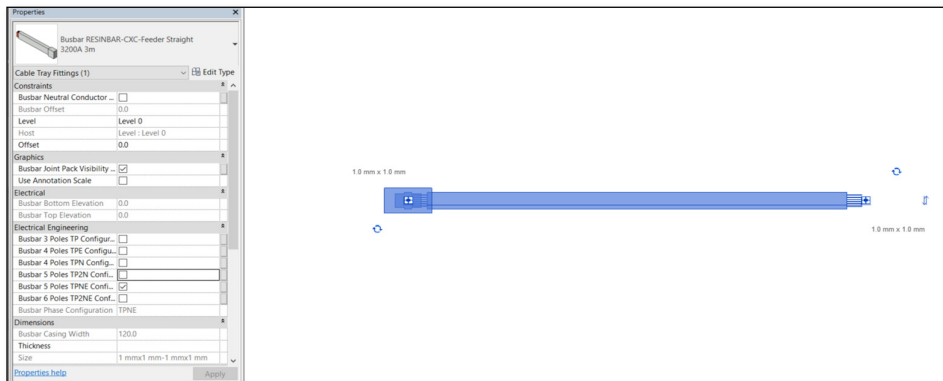 Properties
Busbar RESINBAR-CXC-Feeder Straight
3200A 3m
Cable Tray Fittings (1)
Edit Type
Constraints
Busbar Neutral Conductor ...
Busbar Offset 0.0
Level Level 0
Host Level : Level 0
Offset 0.0
Graphics
Busbar Joint Pack Visibility ...
Use Annotation Scale
Electrical
Busbar Bottom Elevation 0.0
Busbar Top Elevation 0.0
Electrical Engineering
Busbar 3 Poles TP Configur...
Busbar 4 Poles TPE Configu...
Busbar 4 Poles TPN Config...
Busbar 5 Poles TP2N Confi...
Busbar 5 Poles TPNE Confi...
Busbar 6 Poles TP2NE Conf...
Busbar Phase Configuration TPNE
Dimensions
Busbar Casing Width 120.0
Thickness
Size 1 mmx1 mm-1 mmx1 mm
Properties help
Apply
1.0 mm x 1.0 mm
1.0 mm x 1.0 mm